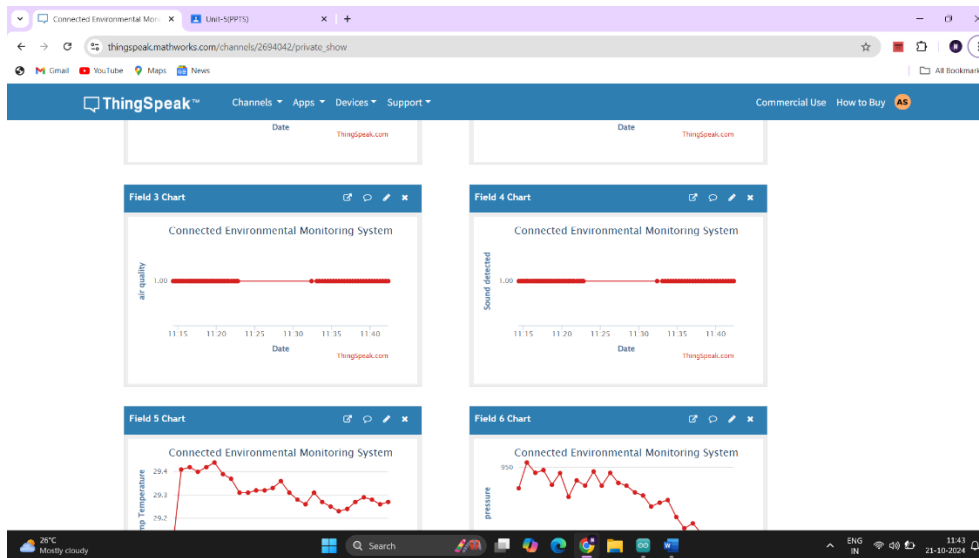 Connected Environmental Moni
Unit-5(PPTS)
thingspeak.mathworks.com/channels/2694042/private_show
Gmail
YouTube
Maps
News
All Bookmark
ThingSpeak™
Channels
Apps
Devices
Support
Commercial Use
How to Buy
AS
Date
ThingSpeak.com
Date
ThingSpeak.com
Field 3 Chart
Connected Environmental Monitoring System
air quality
1.00
11:15 11:20 11:25 11:30 11:35 11:40
Date
ThingSpeak.com
Field 4 Chart
Connected Environmental Monitoring System
Sound detected
1.00
11:15 11:20 11:25 11:30 11:35 11:40
Date
ThingSpeak.com
Field 5 Chart
Connected Environmental Monitoring System
mp Temperature
29.4
29.3
29.2
Field 6 Chart
Connected Environmental Monitoring System
pressure
950
26°C
Mostly cloudy
Search
ENG
IN
11:43
21-10-2024